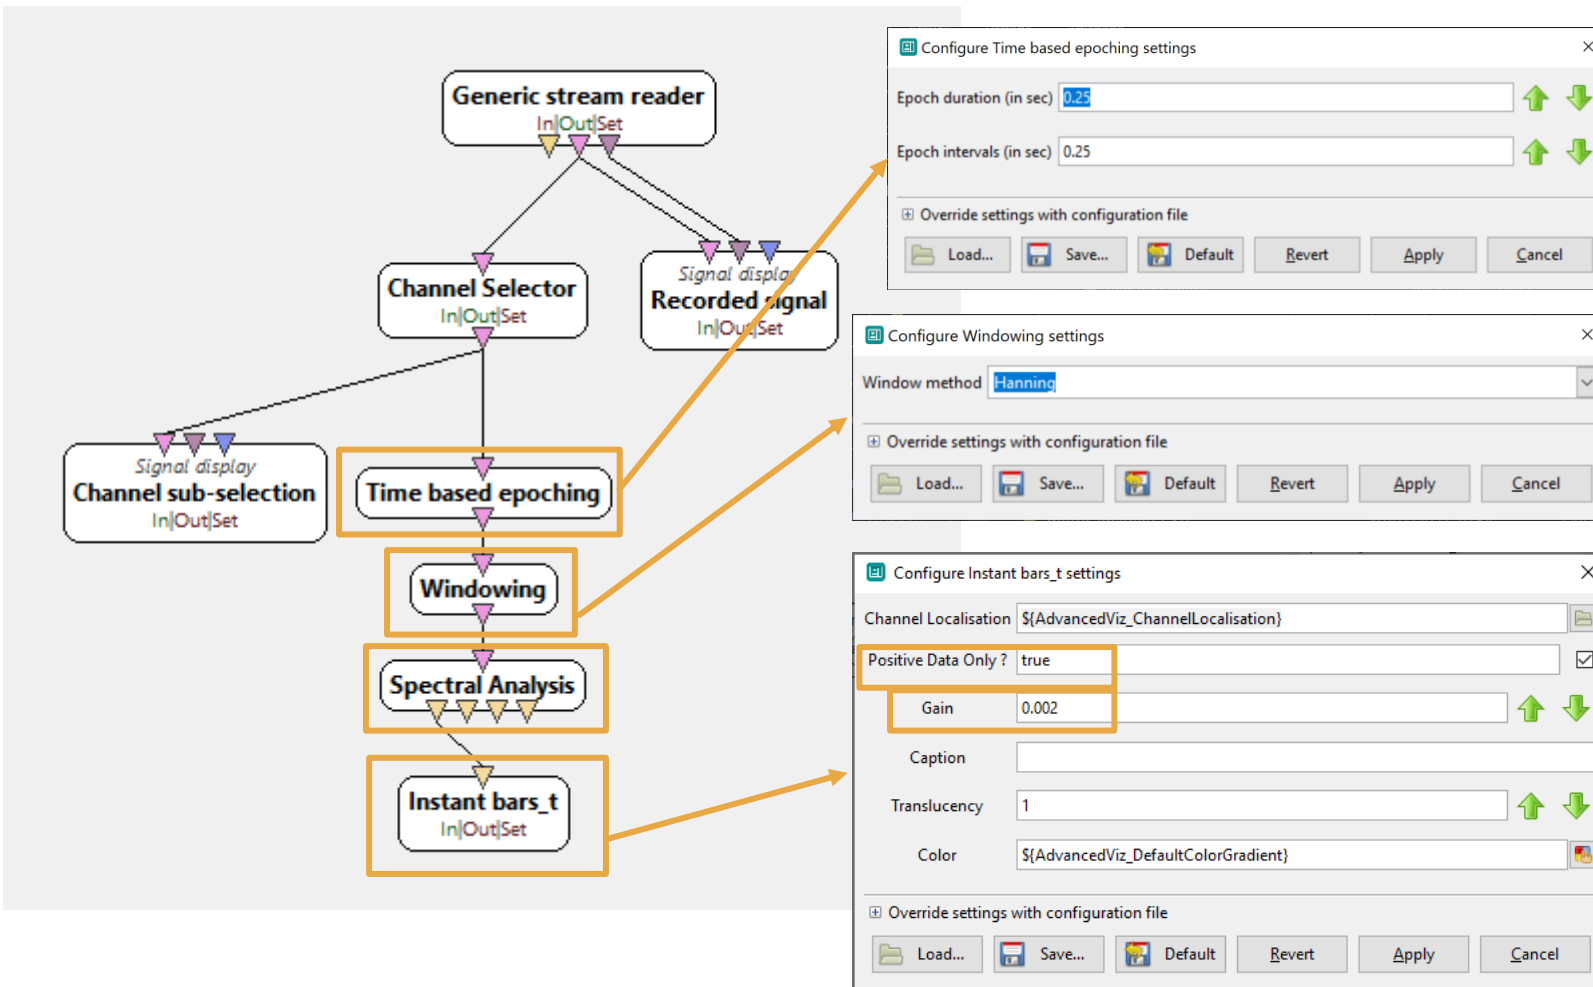 Generic stream reader
In|Out|Set
Channel Selector
In|Out|Set
Signal display
Recorded signal
In|Out|Set
Signal display
Channel sub-selection
In|Out|Set
Time based epoching
Windowing
Spectral Analysis
Instant bars_t
In|Out|Set
Configure Time based epoching settings
Epoch duration (in sec) 0.25
Epoch intervals (in sec) 0.25
Override settings with configuration file
Load... Save... Default Revert Apply Cancel
Configure Windowing settings
Window method Hanning
Override settings with configuration file
Load... Save... Default Revert Apply Cancel
Configure Instant bars_t settings
Channel Localisation ${AdvancedViz_ChannelLocalisation}
Positive Data Only ? true
Gain 0.002
Caption
Translucency 1
Color ${AdvancedViz_DefaultColorGradient}
Override settings with configuration file
Load... Save... Default Revert Apply Cancel